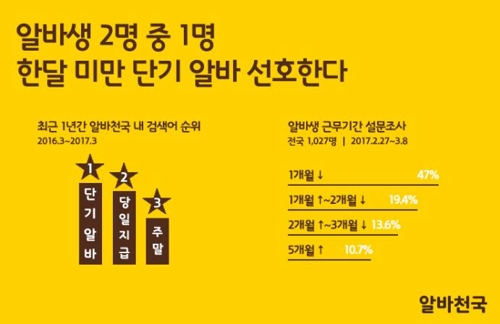 알바생 2명 중 1명
한달 미만 단기 알바 선호한다
최근 1년간 알바천국 내 검색어 순위
2016.3~2017.3
1
단기알바
2
당일지급
3
주말
알바생 근무기간 설문조사
전국 1,027명 | 2017.2.27~3.8
1개월 ↓ 47%
1개월 ↑~2개월 ↓ 19.4%
2개월 ↑~3개월 ↓ 13.6%
5개월 ↑ 10.7%
알바천국